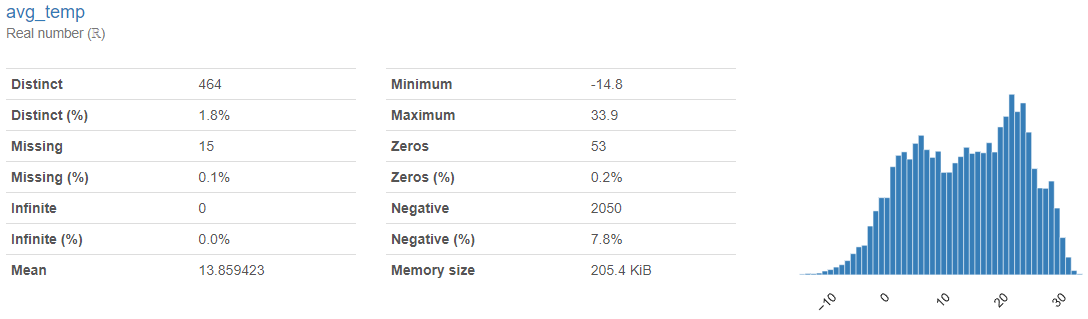 avg_temp
Real number (ℝ)
Distinct 464
Distinct (%) 1.8%
Missing 15
Missing (%) 0.1%
Infinite 0
Infinite (%) 0.0%
Mean 13.859423
Minimum -14.8
Maximum 33.9
Zeros 53
Zeros (%) 0.2%
Negative 2050
Negative (%) 7.8%
Memory size 205.4 KiB
−10 0 10 20 30